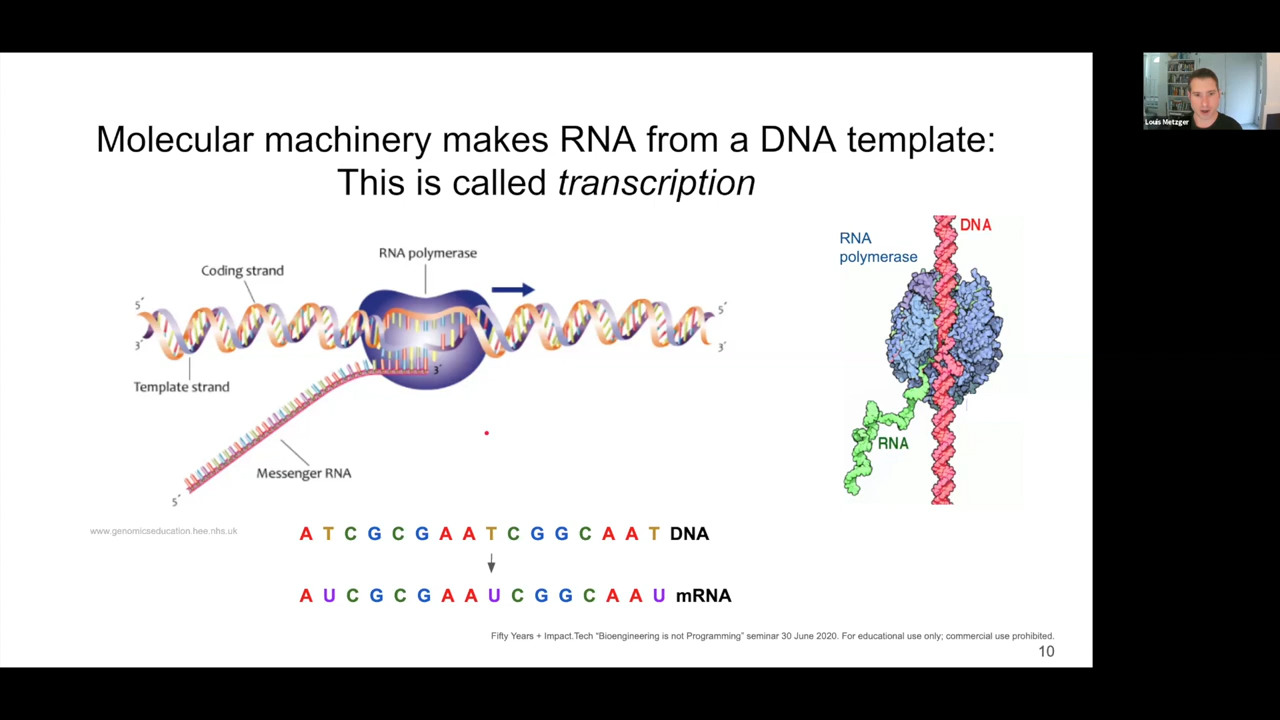 Louis Metzger
Molecular machinery makes RNA from a DNA template:
This is called transcription
RNA polymerase
Coding strand
5´
3´
5´
3´
3´
Template strand
Messenger RNA
5´
DNA
RNA
polymerase
RNA
www.genomicseducation.hee.nhs.uk
A T C G C G A A T C G G C A A T DNA
A U C G C G A A U C G G C A A U mRNA
Fifty Years + Impact.Tech “Bioengineering is not Programming” seminar 30 June 2020. For educational use only; commercial use prohibited.
10